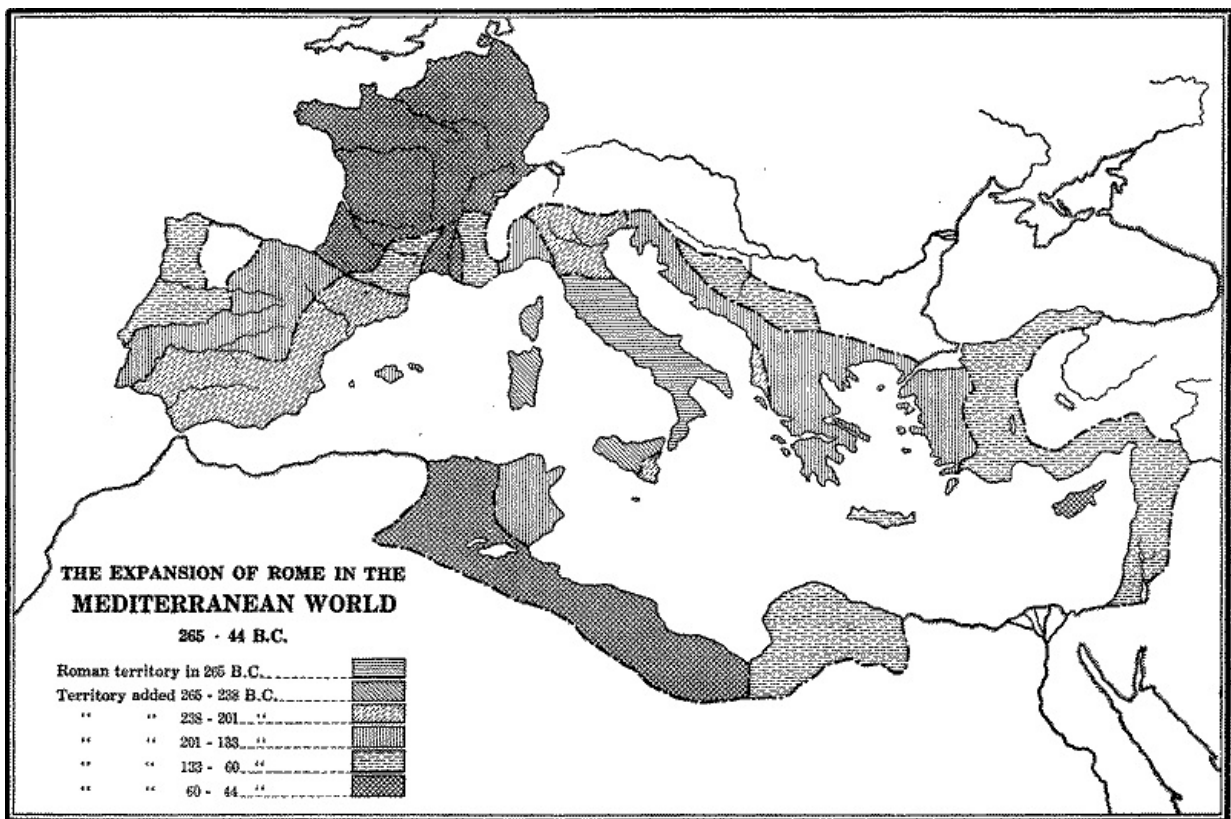 THE EXPANSION OF ROME IN THE
MEDITERRANEAN WORLD
265 - 44 B.C.
Roman territory in 265 B.C.
Territory added 265 - 238 B.C.
“ “ 238 - 201 “
“ “ 201 - 133 “
“ “ 133 - 60 “
“ “ 60 - 44 “